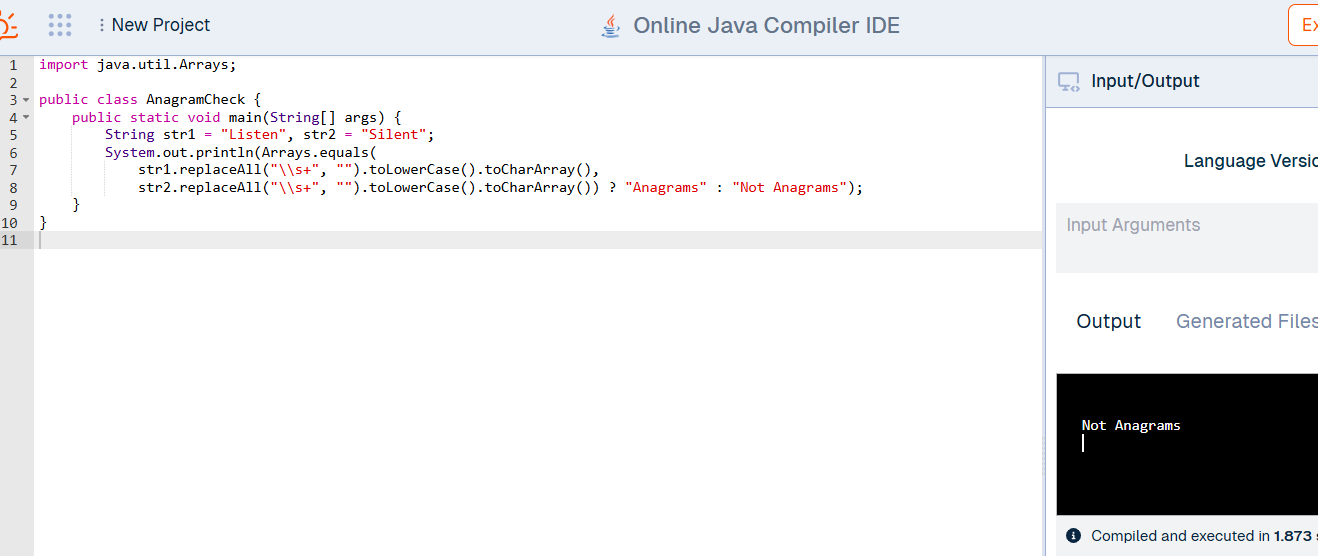 New Project
Online Java Compiler IDE
1 import java.util.Arrays;
2
3 public class AnagramCheck {
4     public static void main(String[] args) {
5         String str1 = "Listen", str2 = "Silent";
6         System.out.println(Arrays.equals(
7             str1.replaceAll("\\s+", "").toLowerCase().toCharArray(),
8             str2.replaceAll("\\s+", "").toLowerCase().toCharArray()) ? "Anagrams" : "Not Anagrams");
9     }
10 }
11
Input/Output
Language
Input Arguments
Output Generated Files
Not Anagrams
Compiled and executed in 1.873